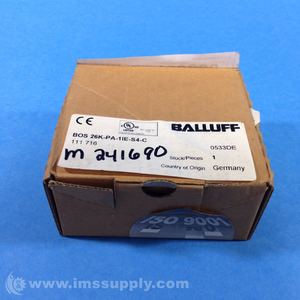 CE
BOS 26K-PA-1IE-S4-C
111 716
BALLUFF
0533DE
Stock/Pieces 1
Country of Origin Germany
m 241690
ISO 9001
www.imssupply.com